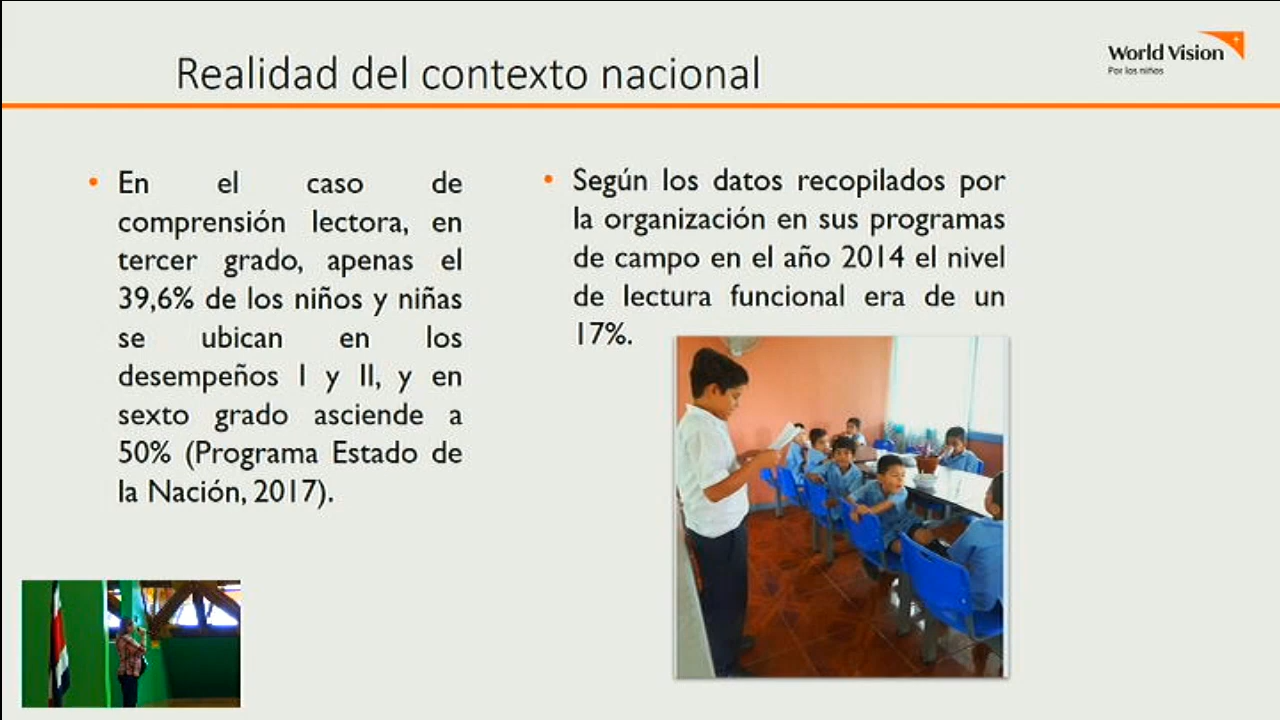 Realidad del contexto nacional
World Vision
Por los niños
• En el caso de
comprensión lectora, en
tercer grado, apenas el
39,6% de los niños y niñas
se ubican en los
desempeños I y II, y en
sexto grado asciende a
50% (Programa Estado de
la Nación, 2017).
• Según los datos recopilados por
la organización en sus programas
de campo en el año 2014 el nivel
de lectura funcional era de un
17%.